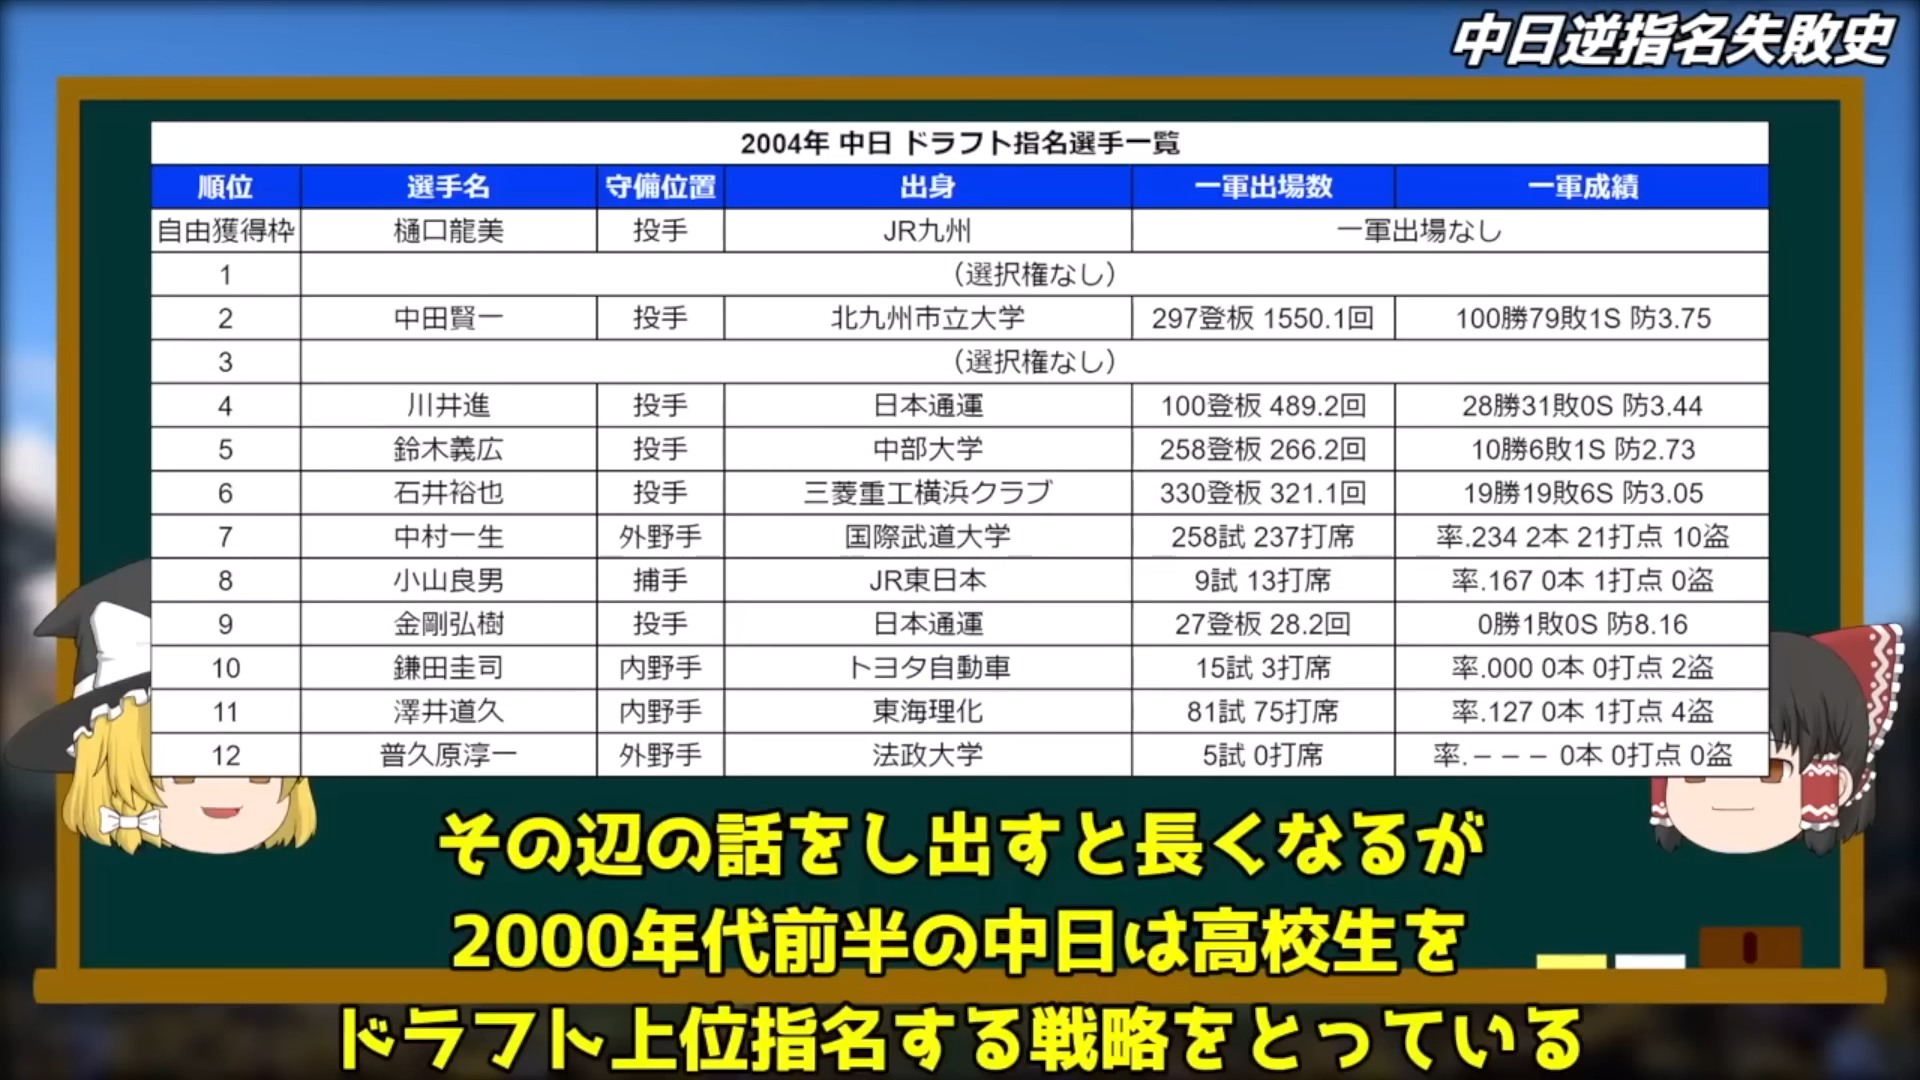 中日逆指名失敗史
2004年 中日 ドラフト指名選手一覧
順位 選手名 守備位置 出身 一軍出場数 一軍成績
自由獲得枠 樋口龍美 投手 JR九州 一軍出場なし
1 （選択権なし）
2 中田賢一 投手 北九州市立大学 297登板 1550.1回 100勝79敗1S 防3.75
3 （選択権なし）
4 川井進 投手 日本通運 100登板 489.2回 28勝31敗0S 防3.44
5 鈴木義広 投手 中部大学 258登板 266.2回 10勝6敗1S 防2.73
6 石井裕也 投手 三菱重工横浜クラブ 330登板 321.1回 19勝19敗6S 防3.05
7 中村一生 外野手 国際武道大学 258試 237打席 率.234 2本 21打点 10盗
8 小山良男 捕手 JR東日本 9試 13打席 率.167 0本 1打点 0盗
9 金剛弘樹 投手 日本通運 27登板 28.2回 0勝1敗0S 防8.16
10 鎌田圭司 内野手 トヨタ自動車 15試 3打席 率.000 0本 0打点 2盗
11 澤井道久 内野手 東海理化 81試 75打席 率.127 0本 1打点 4盗
12 普久原淳一 外野手 法政大学 5試 0打席 率.－－－ 0本 0打点 0盗
その辺の話をし出すと長くなるが
2000年代前半の中日は高校生を
ドラフト上位指名する戦略をとっている